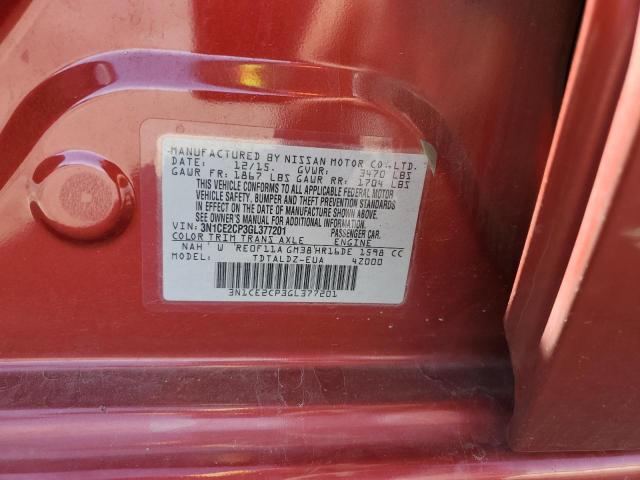 MANUFACTURED BY NISSAN MOTOR CO.,LTD.
DATE: 12/15 GVWR: 3470 LBS
GAWR FR: 1867 LBS GAWR RR: 1704 LBS
THIS VEHICLE CONFORMS TO ALL APPLICABLE FEDERAL MOTOR
VEHICLE SAFETY, BUMPER AND THEFT PREVENTION STANDARDS
IN EFFECT ON THE DATE OF MANUFACTURE SHOWN ABOVE.
SEE OWNER'S MANUAL FOR ADDITIONAL INFORMATION.
VIN: 3N1CE2CP3GL377201 PASSENGER CAR
COLOR TRIM TRANS AXLE ENGINE
NAH U RE0F11A GM38 HR16DE 1598 CC
MODEL: TDTALDZ-EUA 42000
3N1CE2CP3GL377201